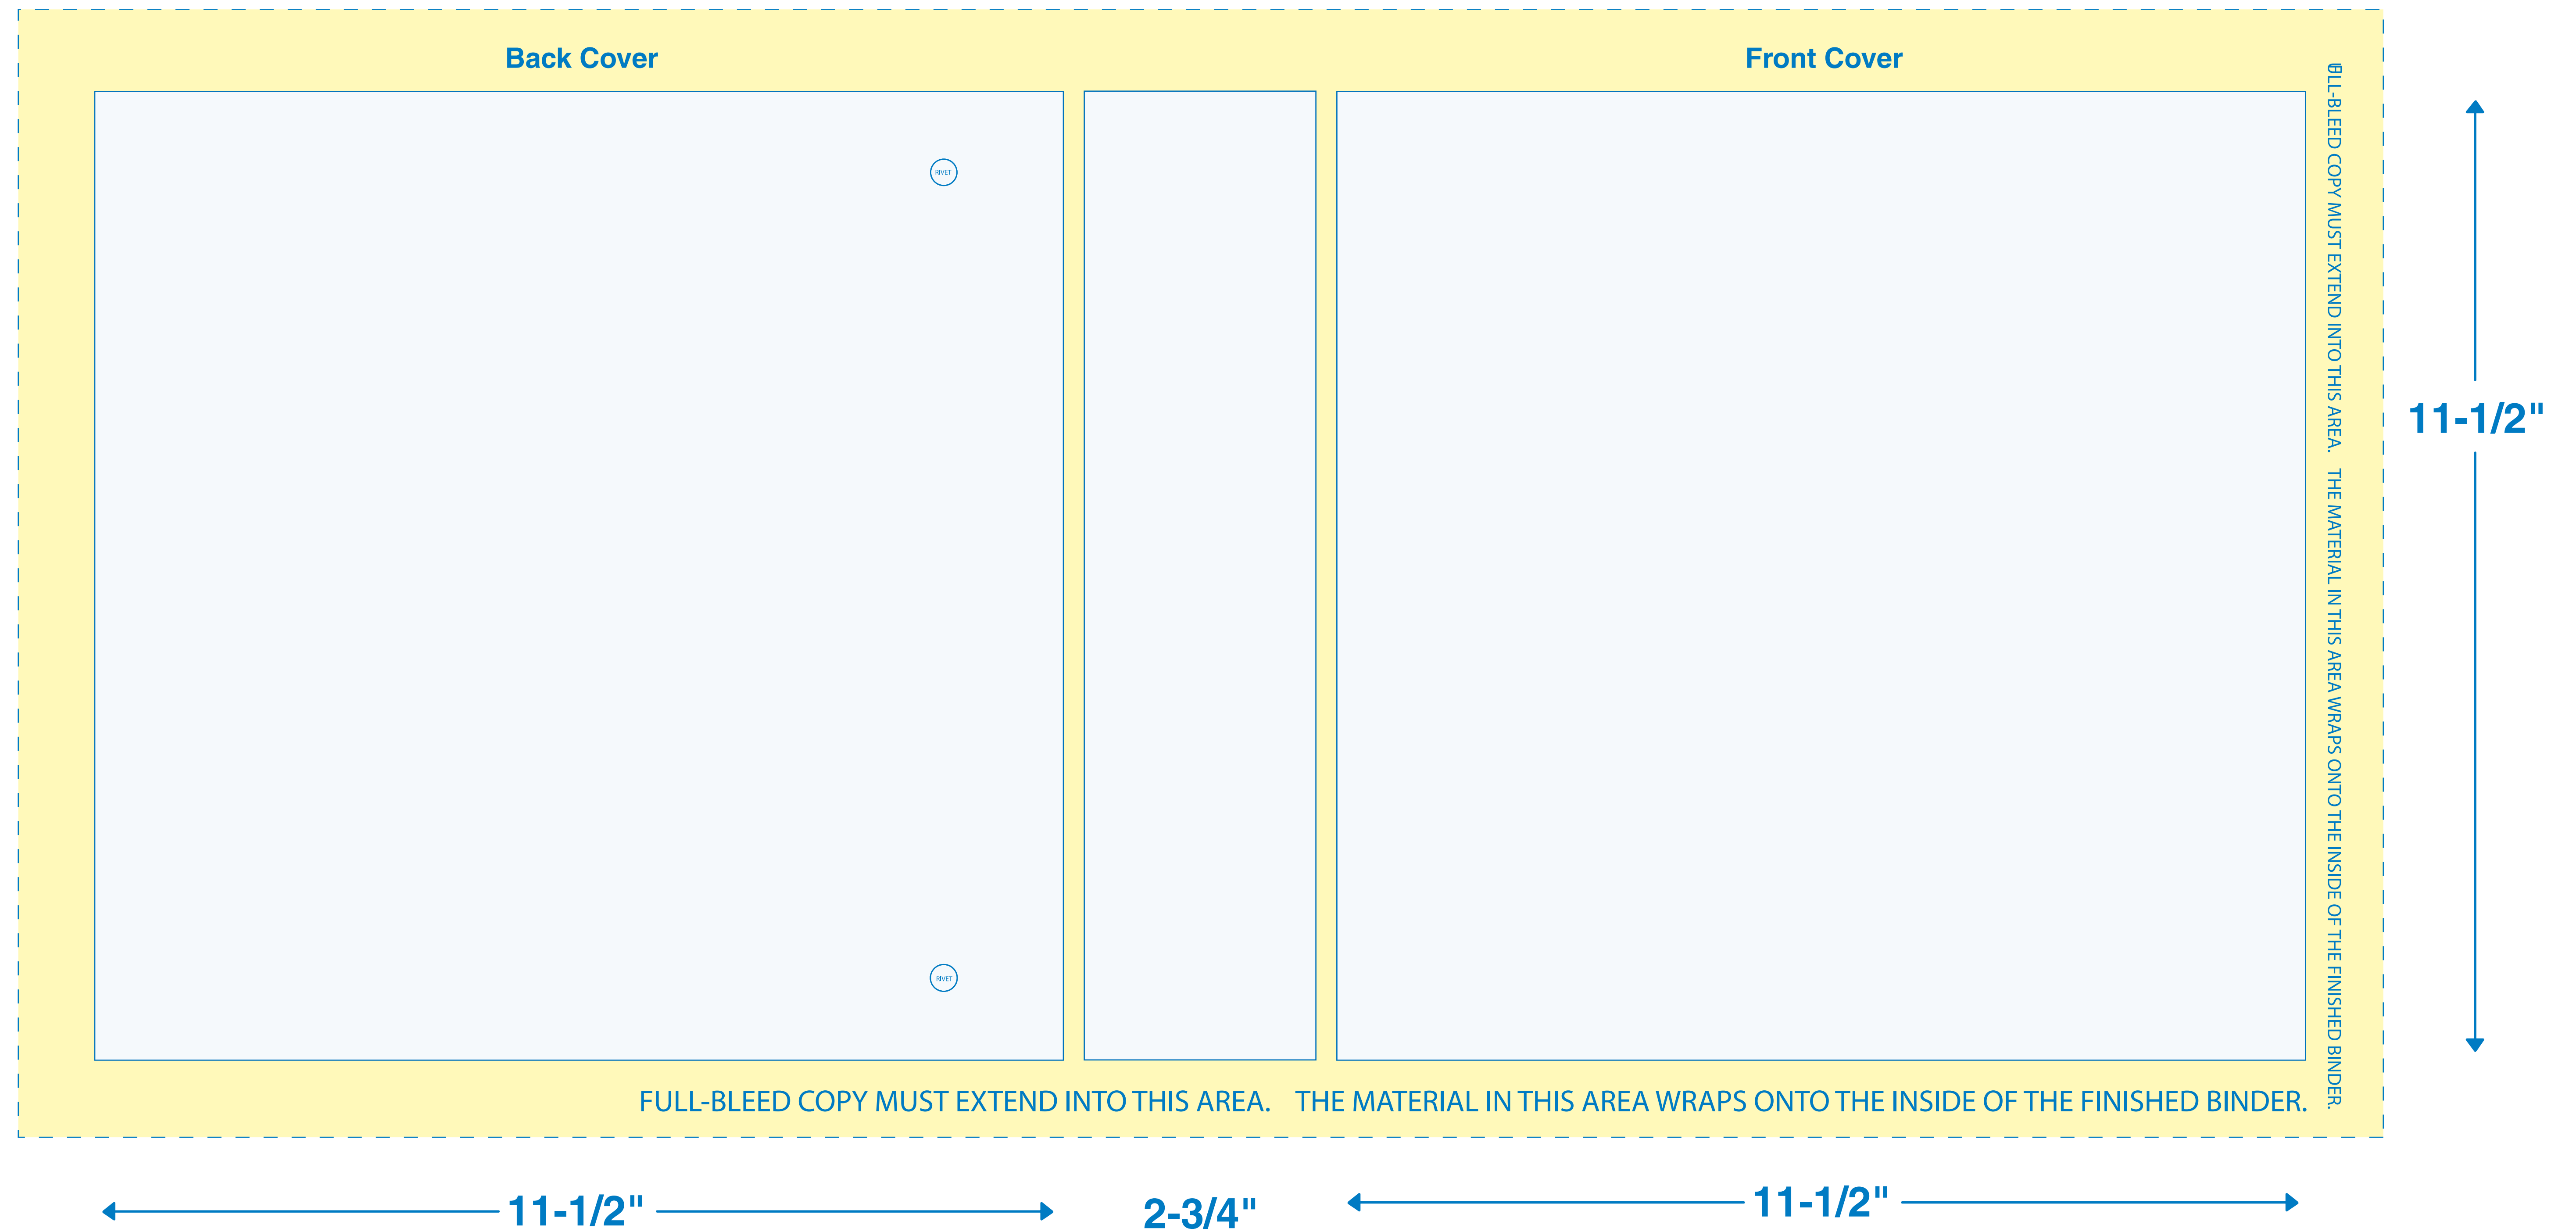 Back Cover
Front Cover
RIVET
FULL-BLEED COPY MUST EXTEND INTO THIS AREA. THE MATERIAL IN THIS AREA WRAPS ONTO THE INSIDE OF THE FINISHED BINDER.
11-1/2"
RIVET
FULL-BLEED COPY MUST EXTEND INTO THIS AREA. THE MATERIAL IN THIS AREA WRAPS ONTO THE INSIDE OF THE FINISHED BINDER.
11-1/2"
2-3/4"
11-1/2"